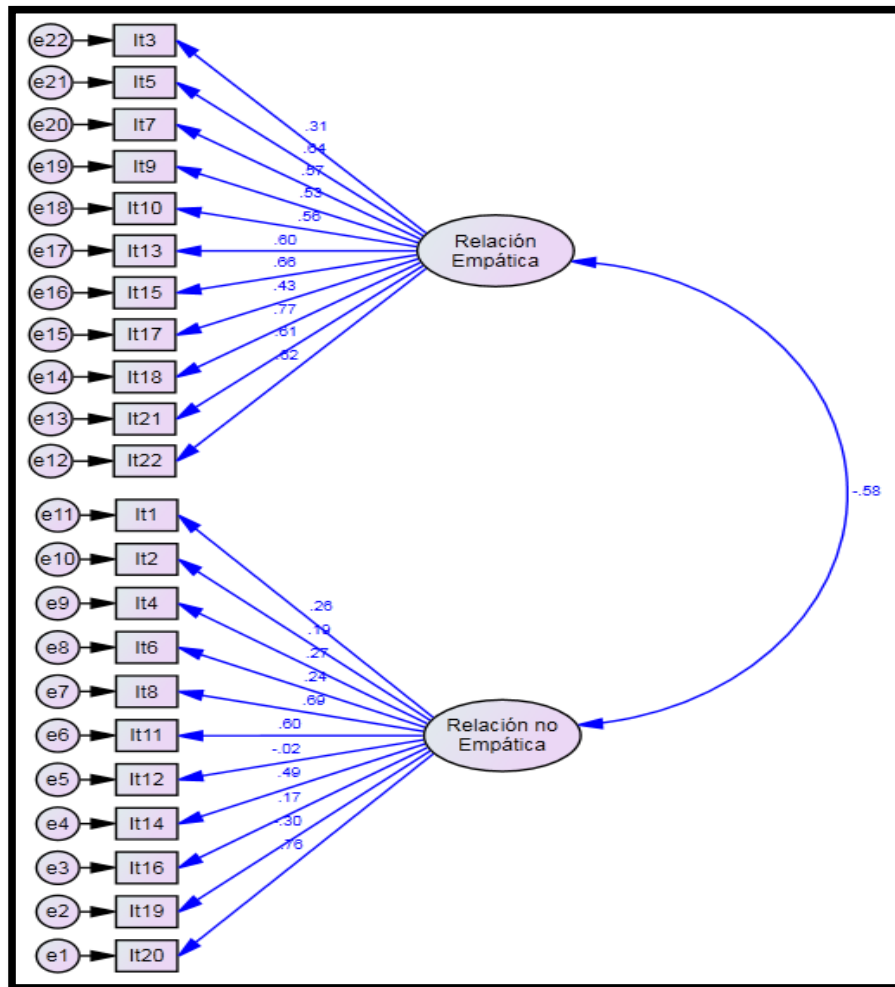 e22 It3
e21 It5
e20 It7
e19 It9
e18 It10
e17 It13
e16 It15
e15 It17
e14 It18
e13 It21
e12 It22
.31
.64
.57
.53
.56
.60
.66
.43
.77
.61
.62
Relación
Empática
-.58
e11 It1
e10 It2
e9 It4
e8 It6
e7 It8
e6 It11
e5 It12
e4 It14
e3 It16
e2 It19
e1 It20
.26
.19
.27
.24
.69
.60
-.02
.49
.17
-.30
.76
Relación no
Empática